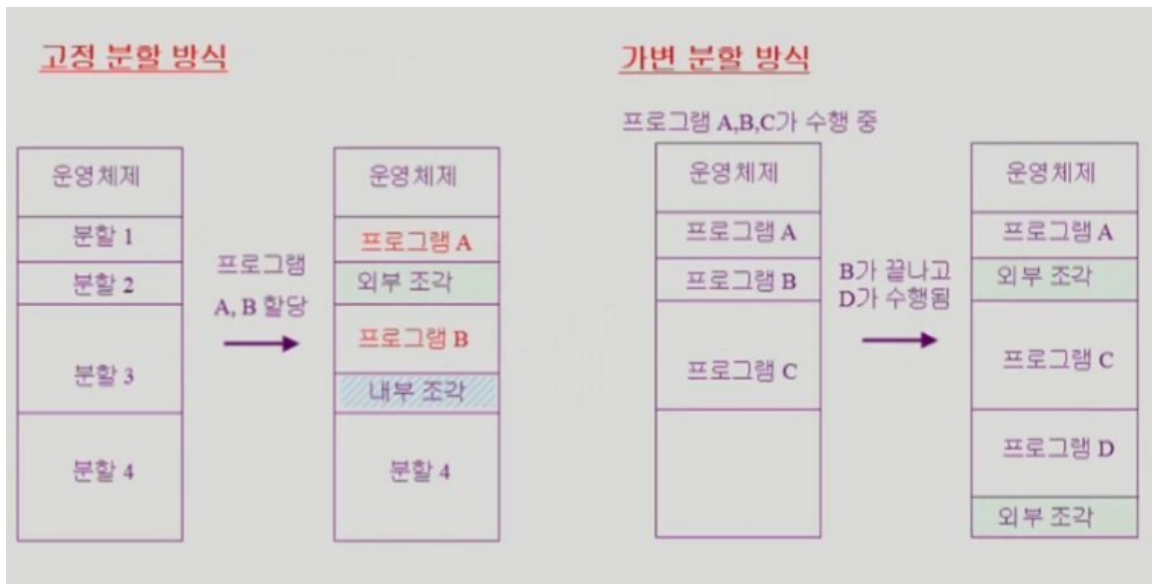 고정 분할 방식
운영체제
분할 1
분할 2
분할 3
분할 4
프로그램
A, B 할당
운영체제
프로그램 A
외부 조각
프로그램 B
내부 조각
분할 4
가변 분할 방식
프로그램 A,B,C가 수행 중
운영체제
프로그램 A
프로그램 B
프로그램 C
B가 끝나고
D가 수행됨
운영체제
프로그램 A
외부 조각
프로그램 C
프로그램 D
외부 조각